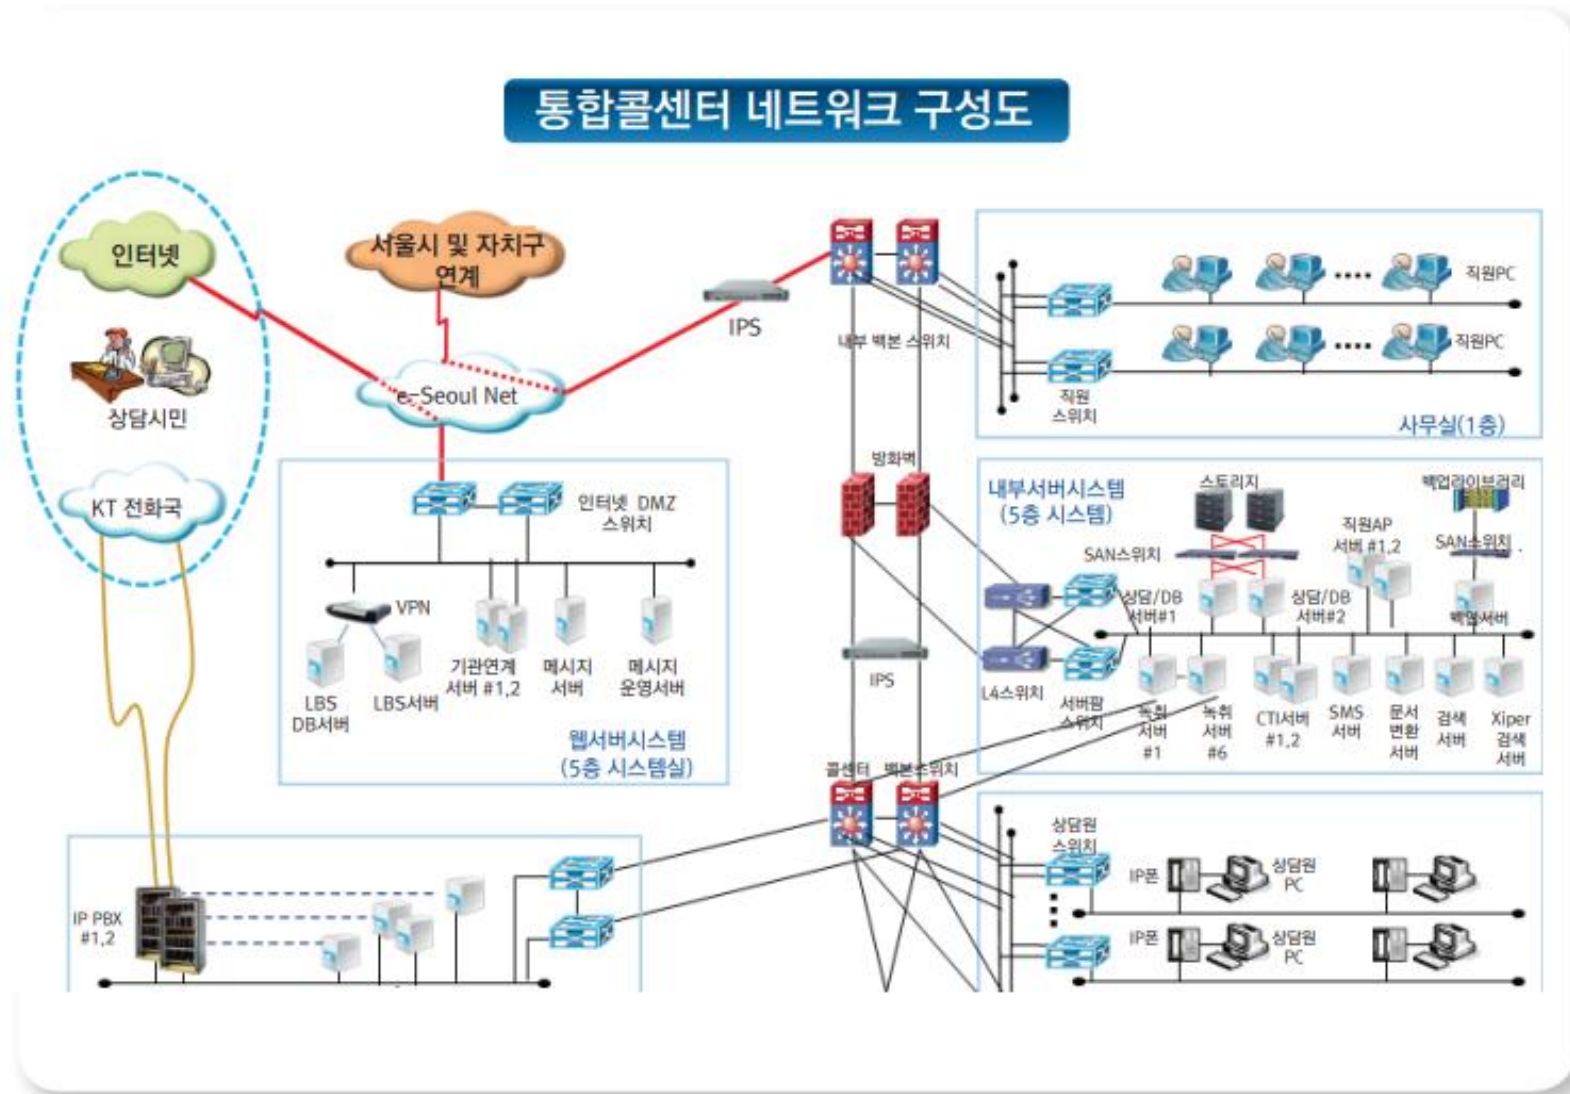 통합콜센터 네트워크 구성도
인터넷
서울시 및 자치구
연계
IPS
내부 백본 스위치
직원PC
직원PC
직원
스위치
사무실(1층)
e-Seoul Net
상담시민
KT 전화국
인터넷 DMZ
스위치
VPN
LBS
DB서버
LBS서버
기관연계
서버 #1,2
메시지
서버
메시지
운영서버
웹서버시스템
(5층 시스템실)
방화벽
IPS
내부서버시스템
(5층 시스템)
스토리지
백업라이브러리
직원AP
서버 #1,2
SAN스위치
SAN스위치
상담/DB
서버#1
상담/DB
서버#2
백업서버
L4스위치
서버팜
스위치
녹취
서버
#1
녹취
서버
#6
CTI서버
#1,2
SMS
서버
문서
변환
서버
검색
서버
Xiper
검색
서버
콜센터 백본스위치
상담원
스위치
IP폰
상담원
PC
IP폰
상담원
PC
IP PBX
#1,2